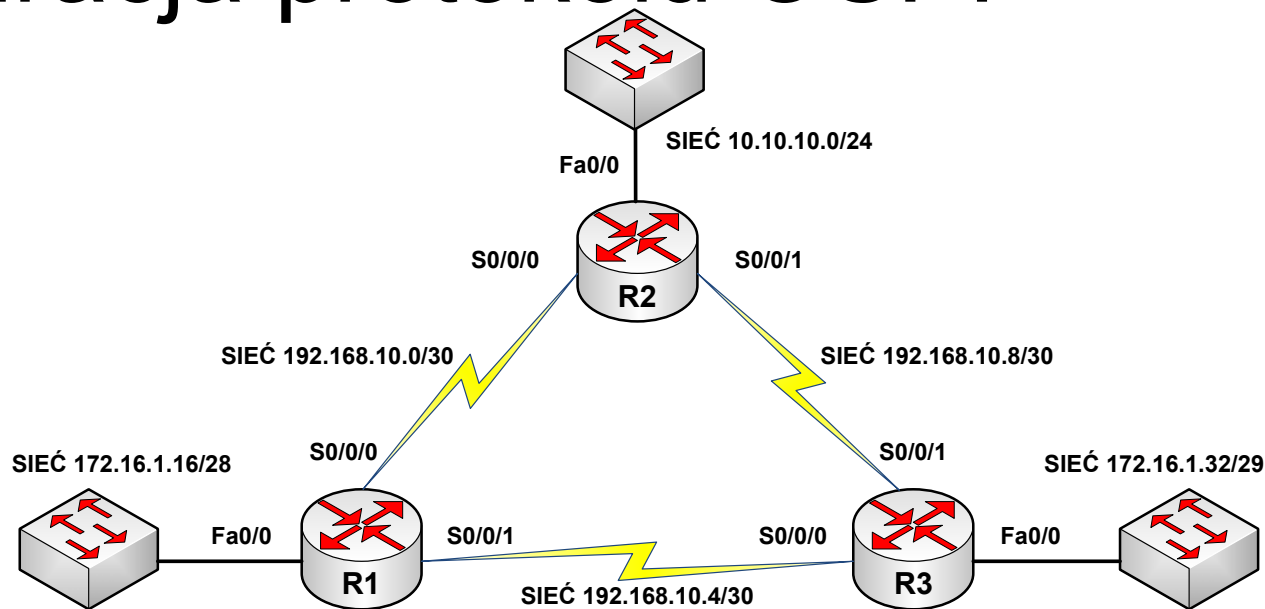 protokołu
SIEĆ 10.10.10.0/24
Fa0/0
S0/0/0
S0/0/1
R2
SIEĆ 192.168.10.0/30
SIEĆ 192.168.10.8/30
S0/0/0
S0/0/1
SIEĆ 172.16.1.16/28
SIEĆ 172.16.1.32/29
Fa0/0
S0/0/1
S0/0/0
Fa0/0
R1
R3
SIEĆ 192.168.10.4/30